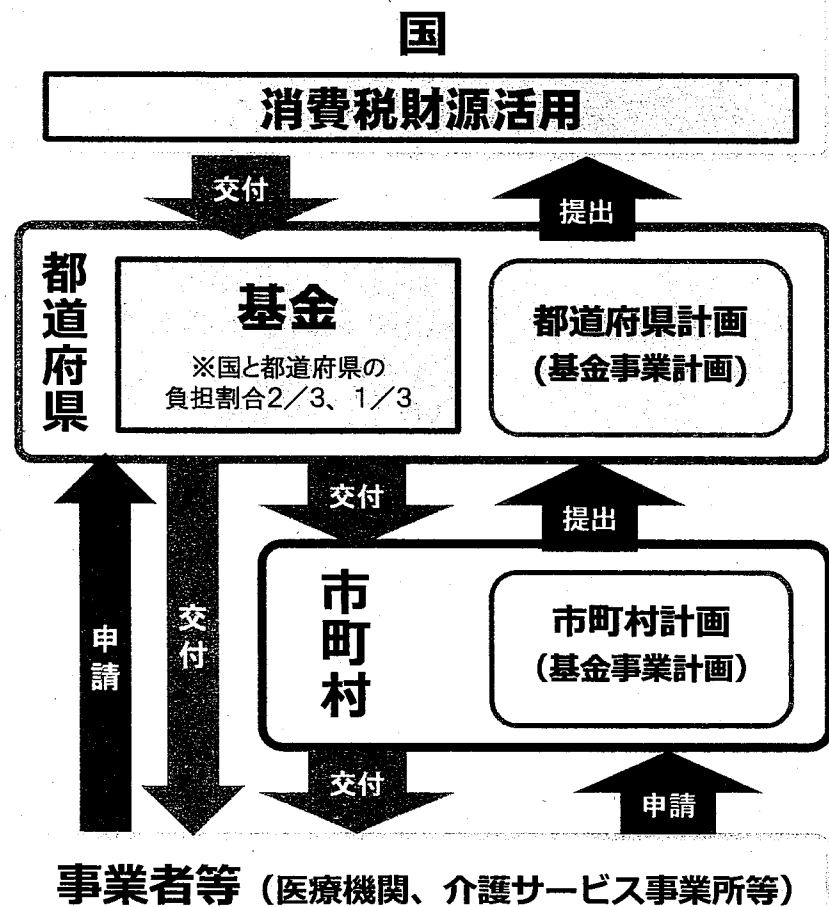 国
消費税財源活用
交付
提出
都道府県
基金
※国と都道府県の
負担割合2/3、1/3
都道府県計画
(基金事業計画)
交付
提出
申請
交付
市町村
市町村計画
(基金事業計画)
交付
申請
事業者等(医療機関、介護サービス事業所等)